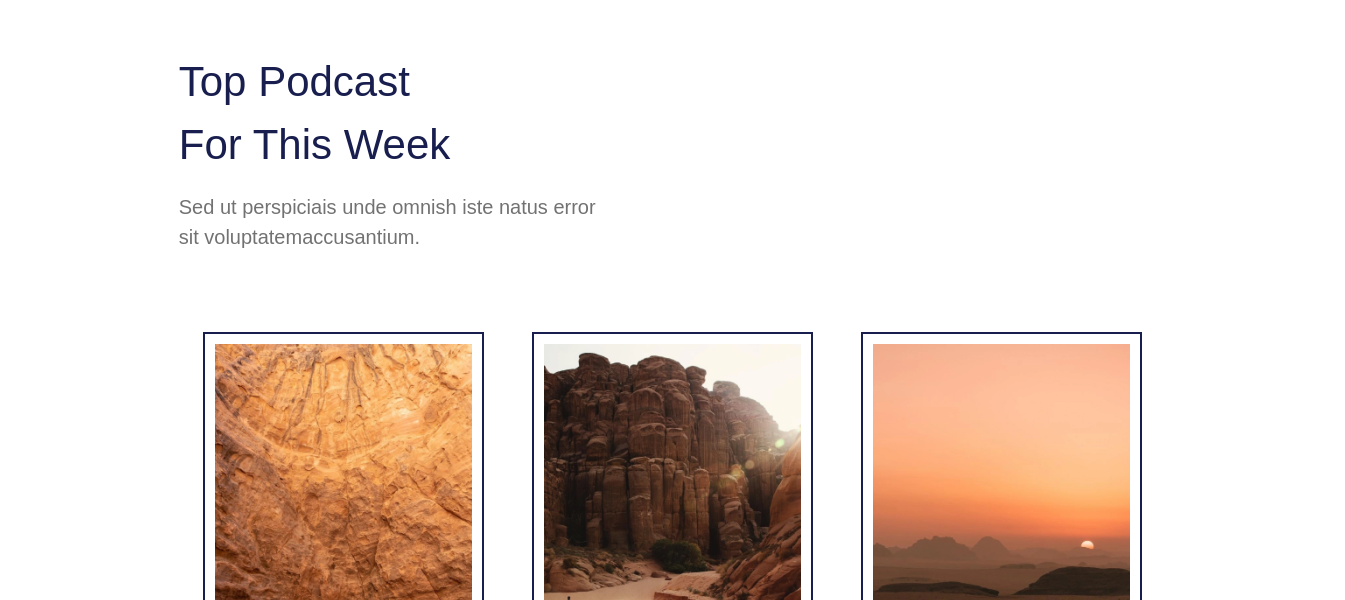 Top Podcast
For This Week
Sed ut perspiciais unde omnish iste natus error
sit voluptatemaccusantium.